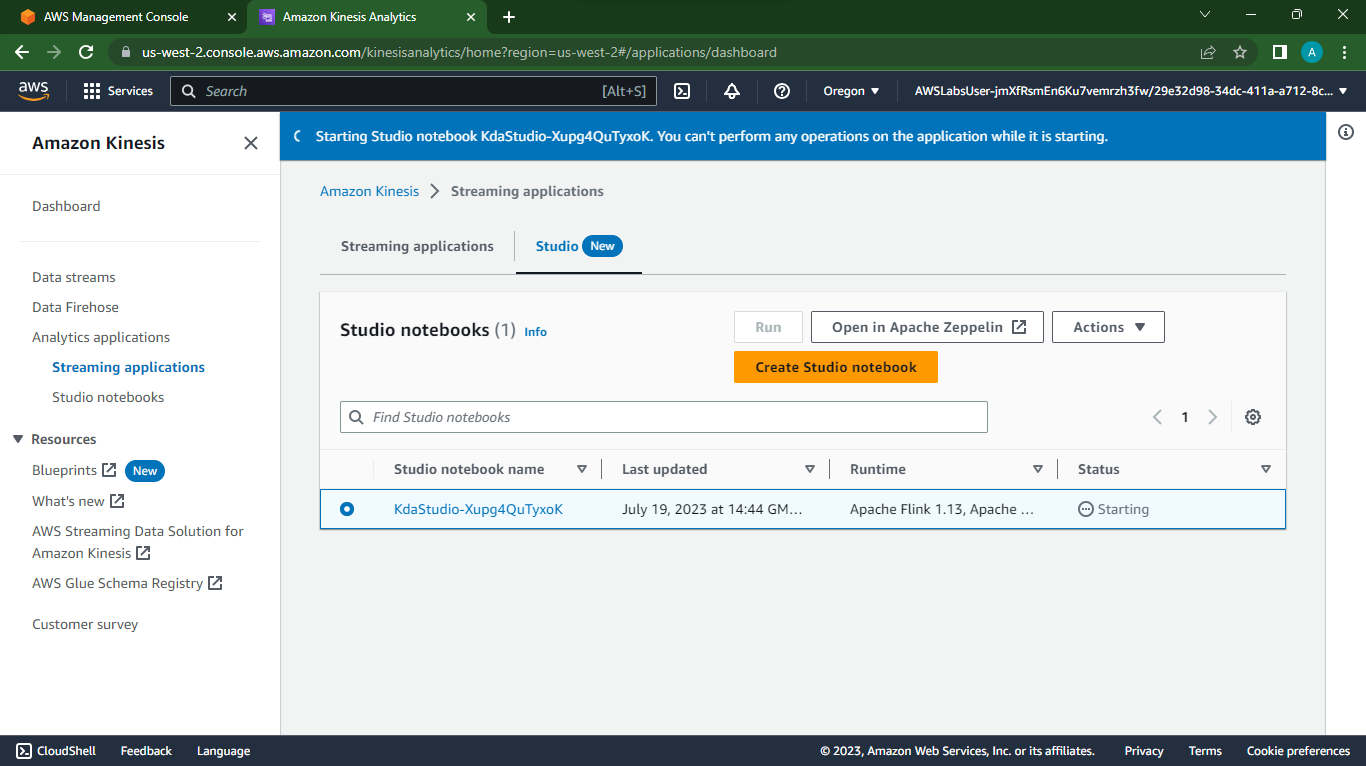 AWS Management Console
Amazon Kinesis Analytics
us-west-2.console.aws.amazon.com/kinesisanalytics/home?region=us-west-2#/applications/dashboard
A
aws
Services
Search
[Alt+S]
Oregon
AWSLabsUser-jmXfRsmEn6Ku7vemrzh3fw/29e32d98-34dc-411a-a712-8c...
Amazon Kinesis
Dashboard
Data streams
Data Firehose
Analytics applications
Streaming applications
Studio notebooks
Resources
Blueprints New
What's new
AWS Streaming Data Solution for
Amazon Kinesis
AWS Glue Schema Registry
Customer survey
Starting Studio notebook KdaStudio-Xupg4QuTyxoK. You can't perform any operations on the application while it is starting.
Amazon Kinesis
Streaming applications
Streaming applications
Studio New
Studio notebooks (1) Info
Run
Open in Apache Zeppelin
Actions
Create Studio notebook
Find Studio notebooks
1
Studio notebook name
Last updated
Runtime
Status
KdaStudio-Xupg4QuTyxoK
July 19, 2023 at 14:44 GM...
Apache Flink 1.13, Apache ...
Starting
CloudShell
Feedback
Language
© 2023, Amazon Web Services, Inc. or its affiliates.
Privacy
Terms
Cookie preferences